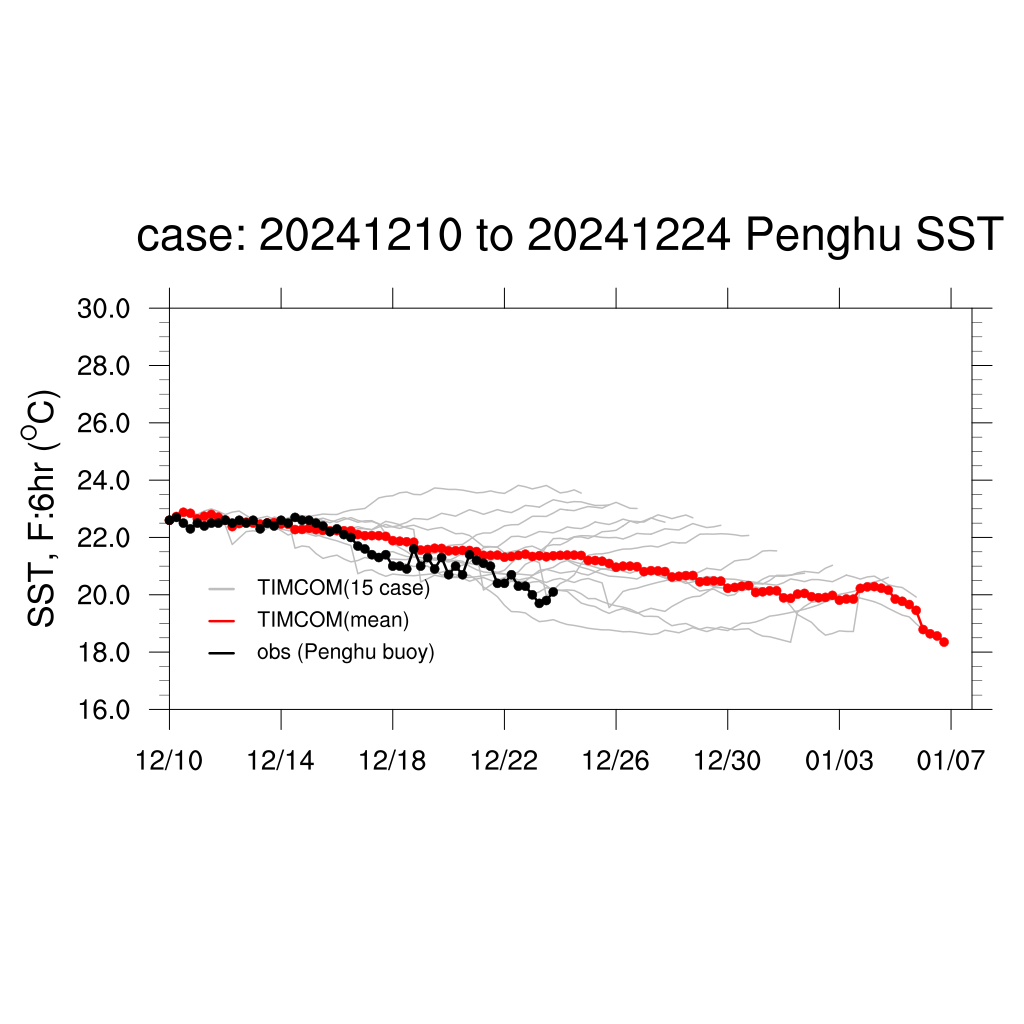 case: 20241210 to 20241224 Penghu SST
30.0
28.0
26.0
24.0
22.0
20.0
18.0
16.0
SST, F:6hr (°C)
TIMCOM(15 case)
TIMCOM(mean)
obs (Penghu buoy)
12/10 12/14 12/18 12/22 12/26 12/30 01/03 01/07